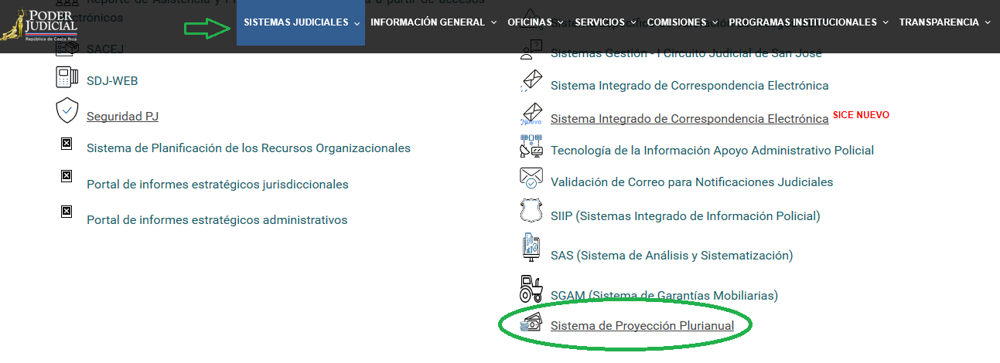 Reporte de Asistencia y a partir de accesos
electrónicos
PODER
JUDICIAL
República de Costa Rica
SISTEMAS JUDICIALES
INFORMACIÓN GENERAL
OFICINAS
SERVICIOS
COMISIONES
PROGRAMAS INSTITUCIONALES
TRANSPARENCIA
SACEJ
SDJ-WEB
Seguridad PJ
Sistema de Planificación de los Recursos Organizacionales
Portal de informes estratégicos jurisdiccionales
Portal de informes estratégicos administrativos
Sistemas Gestión - I Circuito Judicial de San José
Sistema Integrado de Correspondencia Electrónica
Nuevo
Sistema Integrado de Correspondencia Electrónica SICE NUEVO
Tecnología de la Información Apoyo Administrativo Policial
Validación de Correo para Notificaciones Judiciales
SIIP (Sistemas Integrado de Información Policial)
SAS (Sistema de Análisis y Sistematización)
SGAM (Sistema de Garantías Mobiliarias)
Sistema de Proyección Plurianual